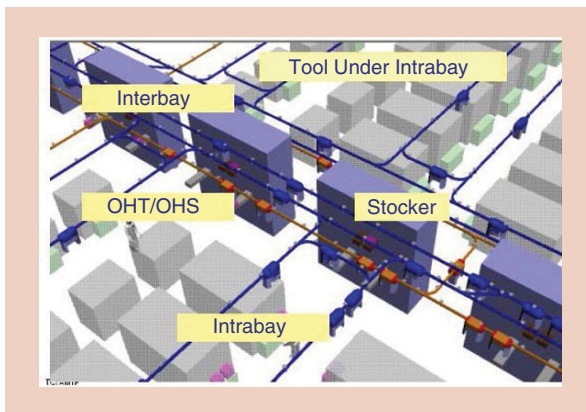 Tool Under Intrabay
Interbay
OHT/OHS
Stocker
Intrabay